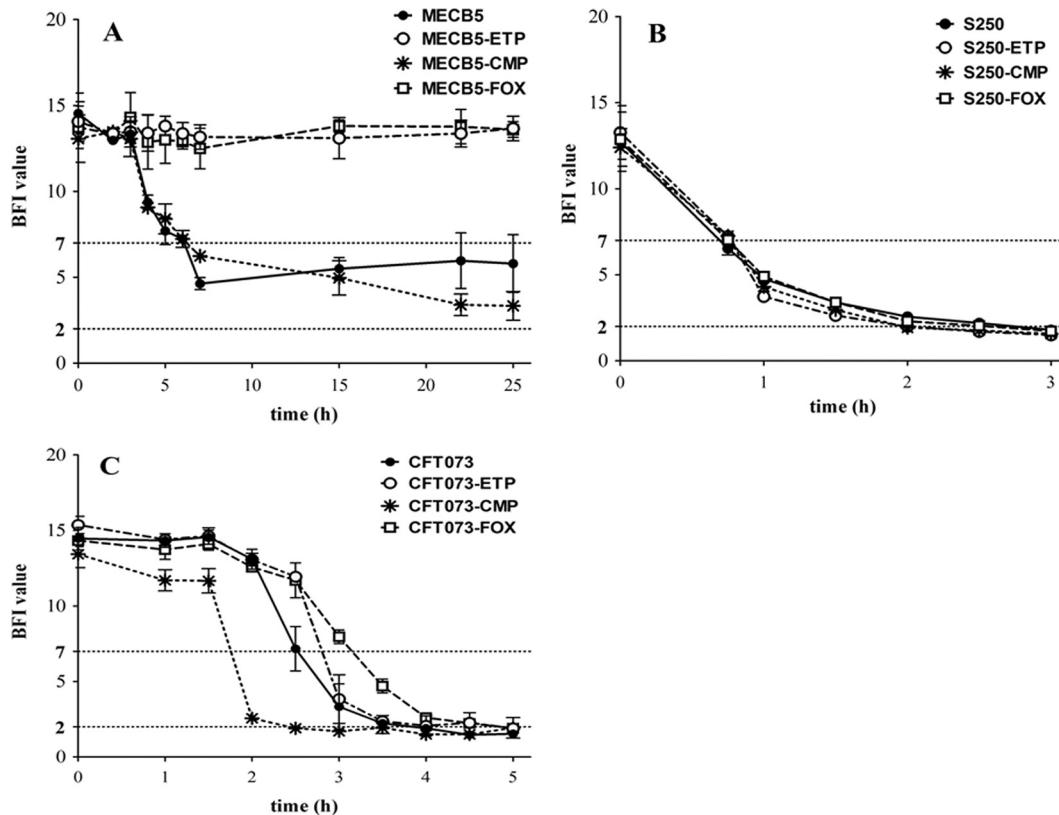 A
MECB5
MECB5-ETP
MECB5-CMP
MECB5-FOX
BFI value
20
15
10
7
5
2
0
0 5 10 15 20 25
time (h)
B
S250
S250-ETP
S250-CMP
S250-FOX
BFI value
20
15
10
7
5
2
0
0 1 2 3
time (h)
C
CFT073
CFT073-ETP
CFT073-CMP
CFT073-FOX
BFI value
20
15
10
7
5
2
0
0 1 2 3 4 5
time (h)